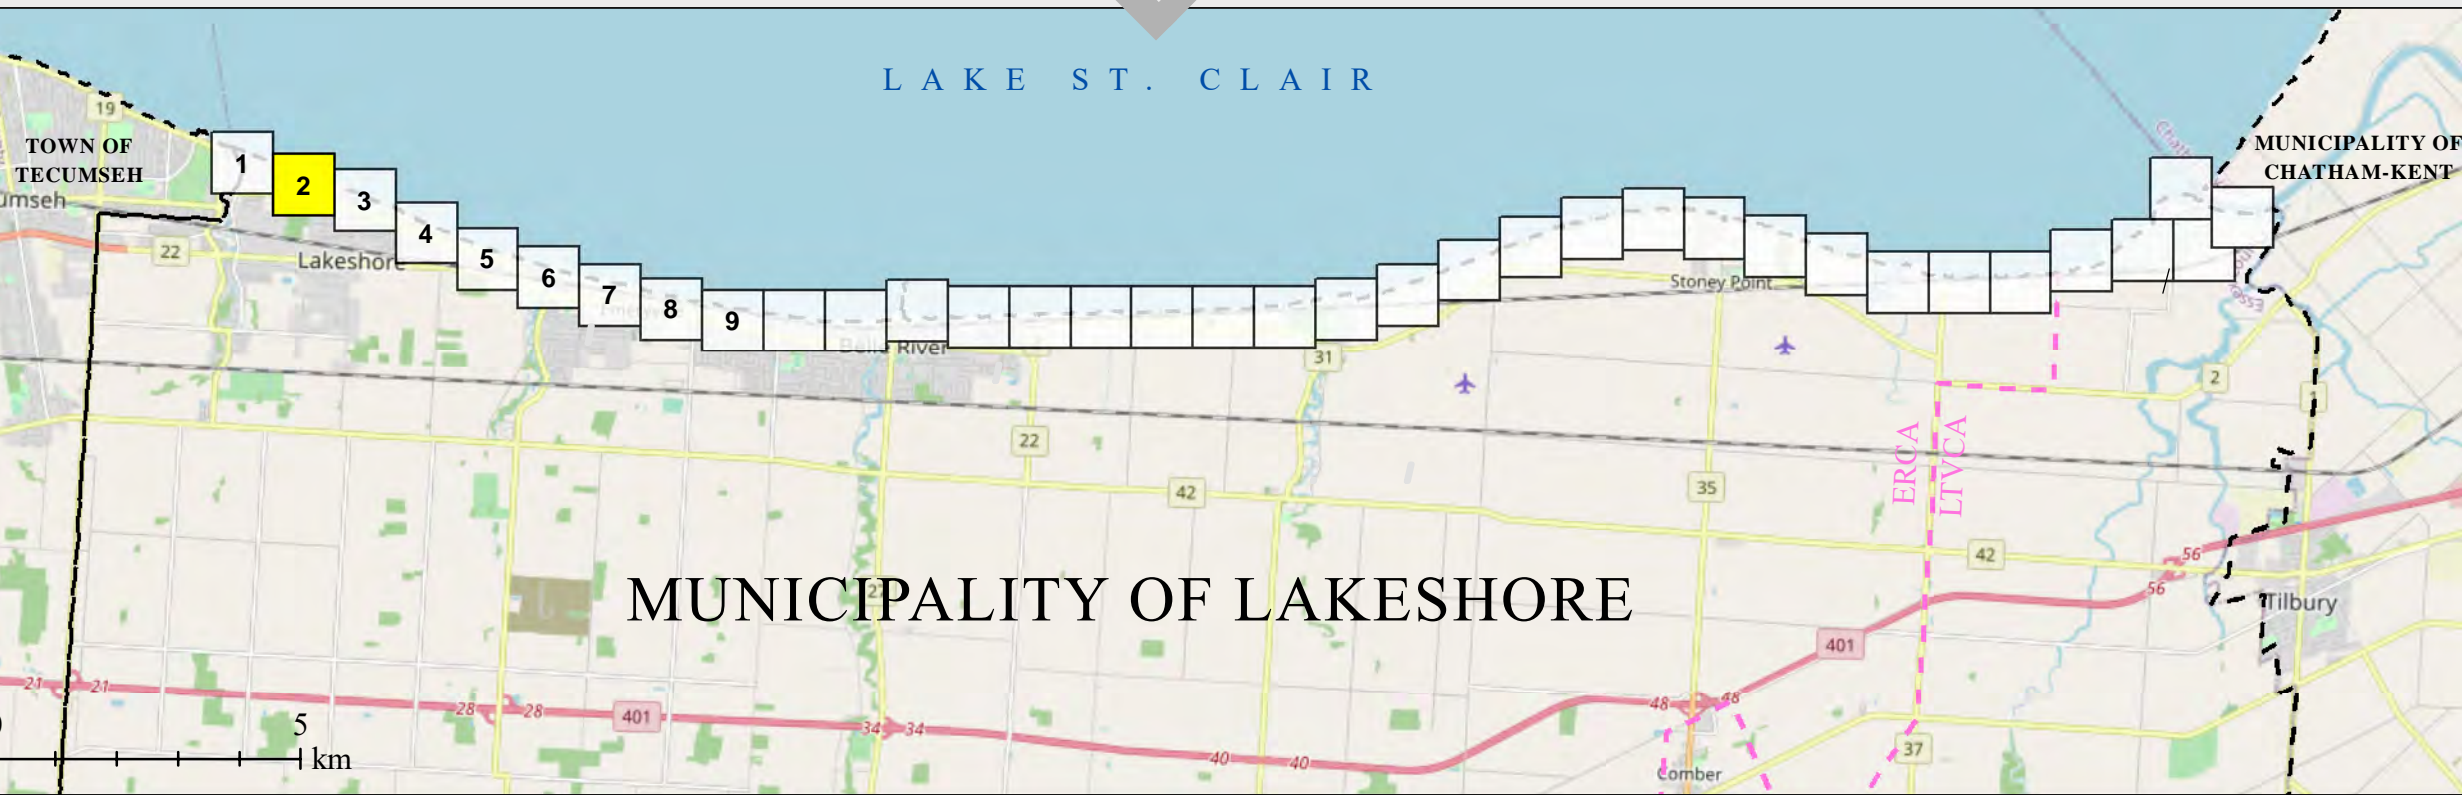 LAKE ST. CLAIR
19
TOWN OF
TECUMSEH
umseh
MUNICIPALITY OF
CHATHAM-KENT
1
2
3
4
5
6
7
8
9
22
Lakeshore
Stoney Point
Essex
Belle River
31
2
1
22
42
35
ERCA
LTVCA
42
56
56
27
MUNICIPALITY OF LAKESHORE
Tilbury
401
21
21
28
28
401
34
34
48
48
40
40
37
5
km
Comber